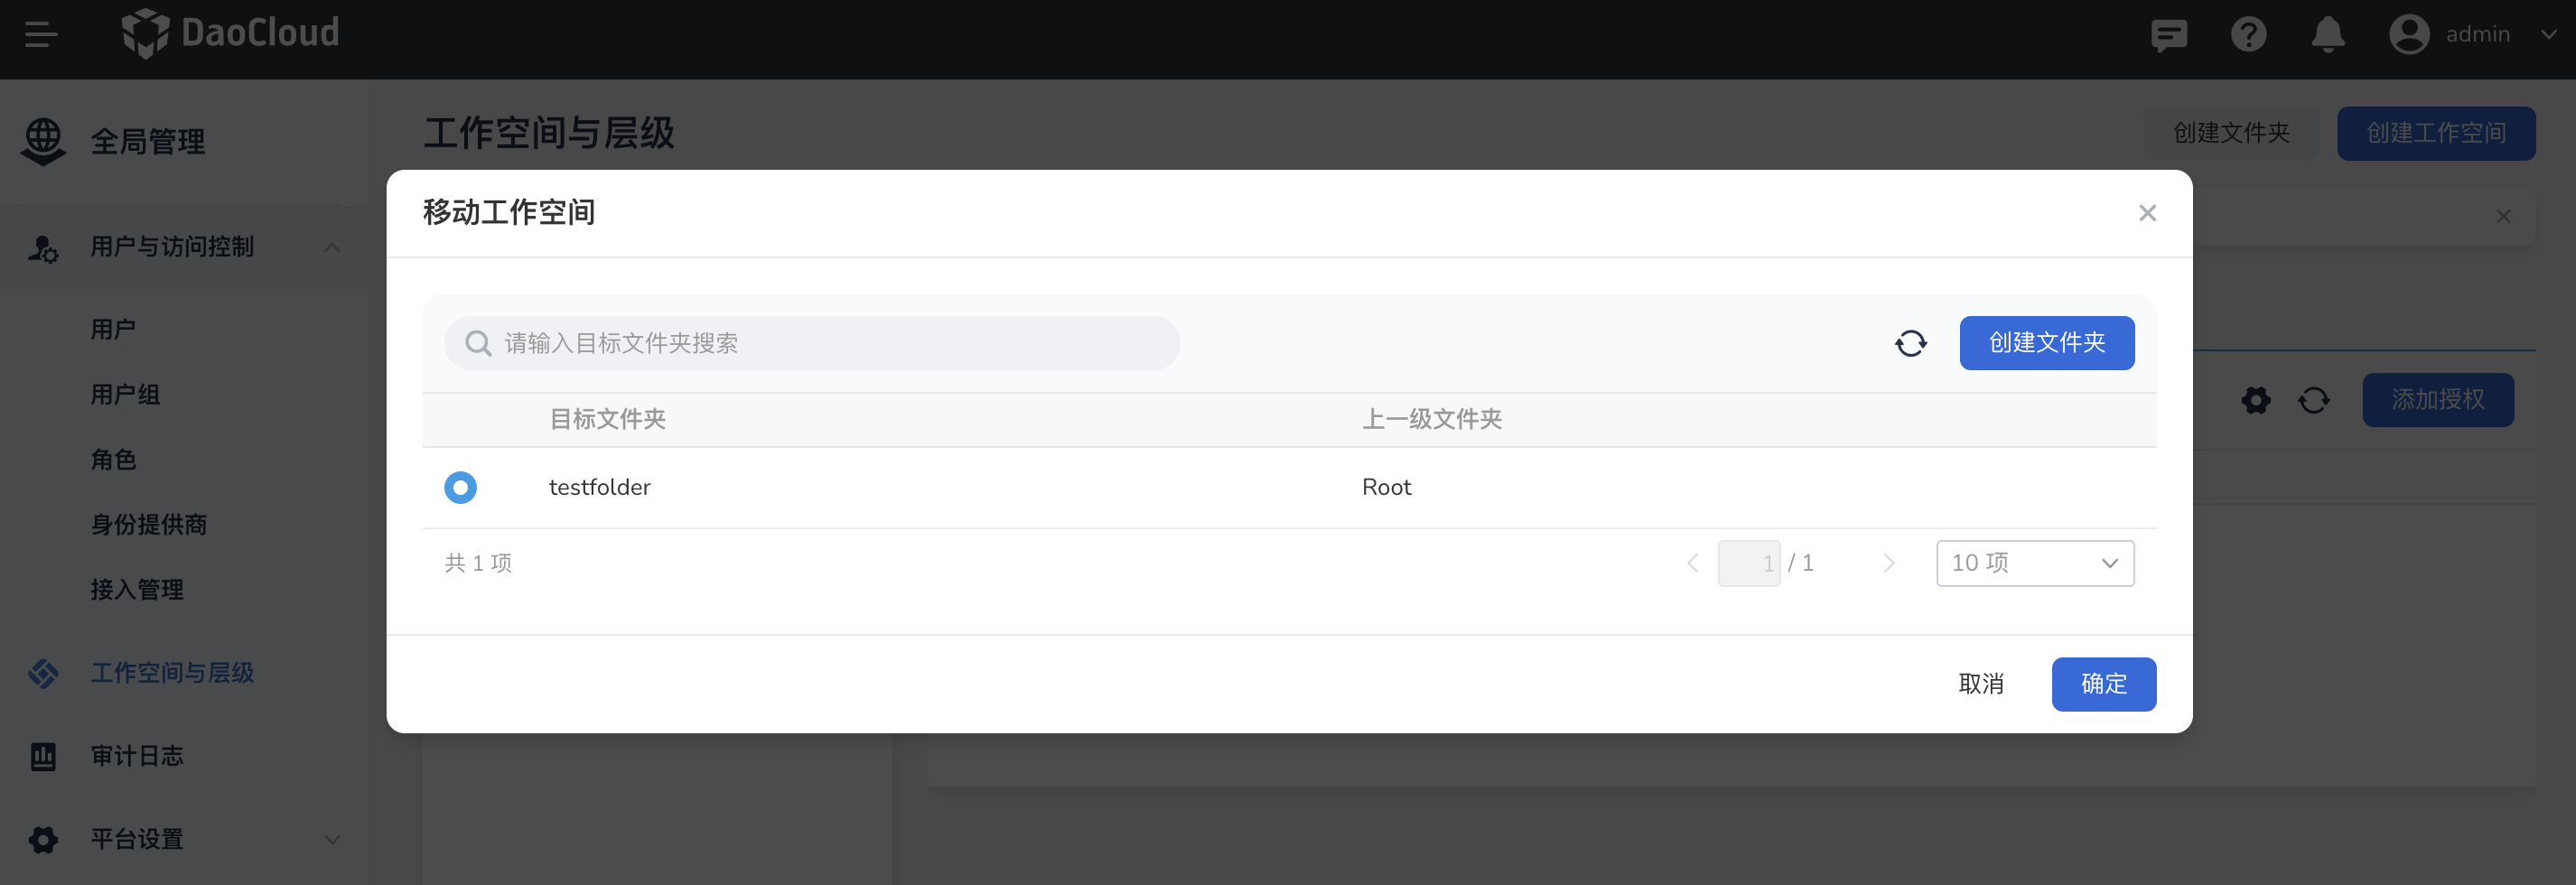 DaoCloud
admin
全局管理
用户与访问控制
用户
用户组
角色
身份提供商
接入管理
工作空间与层级
审计日志
平台设置
工作空间与层级
创建文件夹
创建工作空间
添加授权
移动工作空间
请输入目标文件夹搜索
创建文件夹
目标文件夹 上一级文件夹
testfolder Root
共 1 项
1 / 1
10 项
取消
确定